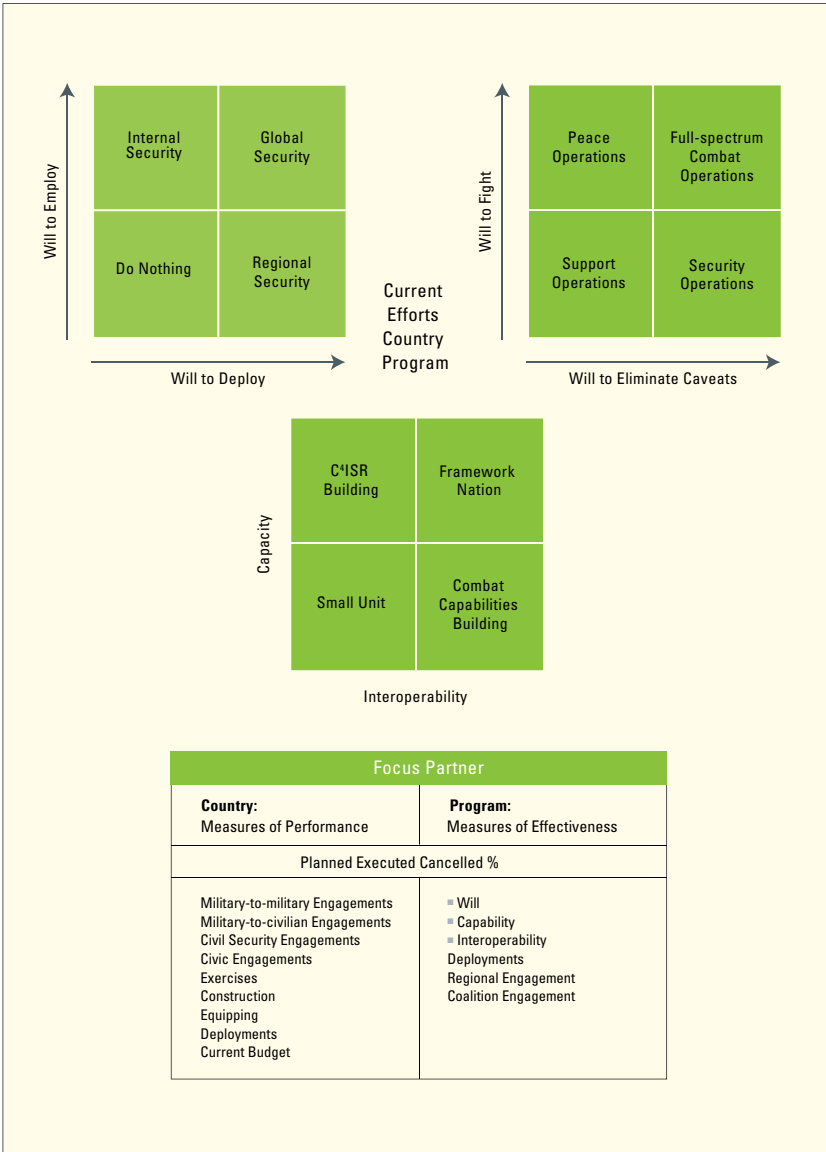 Will to Employ
Internal
Security
Global
Security
Do Nothing
Regional
Security
Will to Deploy
Current
Efforts
Country
Program
Will to Fight
Peace
Operations
Full-spectrum
Combat
Operations
Support
Operations
Security
Operations
Will to Eliminate Caveats
Capacity
C⁴ISR
Building
Framework
Nation
Small Unit
Combat
Capabilities
Building
Interoperability
Focus Partner
Country:
Measures of Performance
Program:
Measures of Effectiveness
Planned Executed Cancelled %
Military-to-military Engagements
Military-to-civilian Engagements
Civil Security Engagements
Civic Engagements
Exercises
Construction
Equipping
Deployments
Current Budget
■ Will
■ Capability
■ Interoperability
Deployments
Regional Engagement
Coalition Engagement